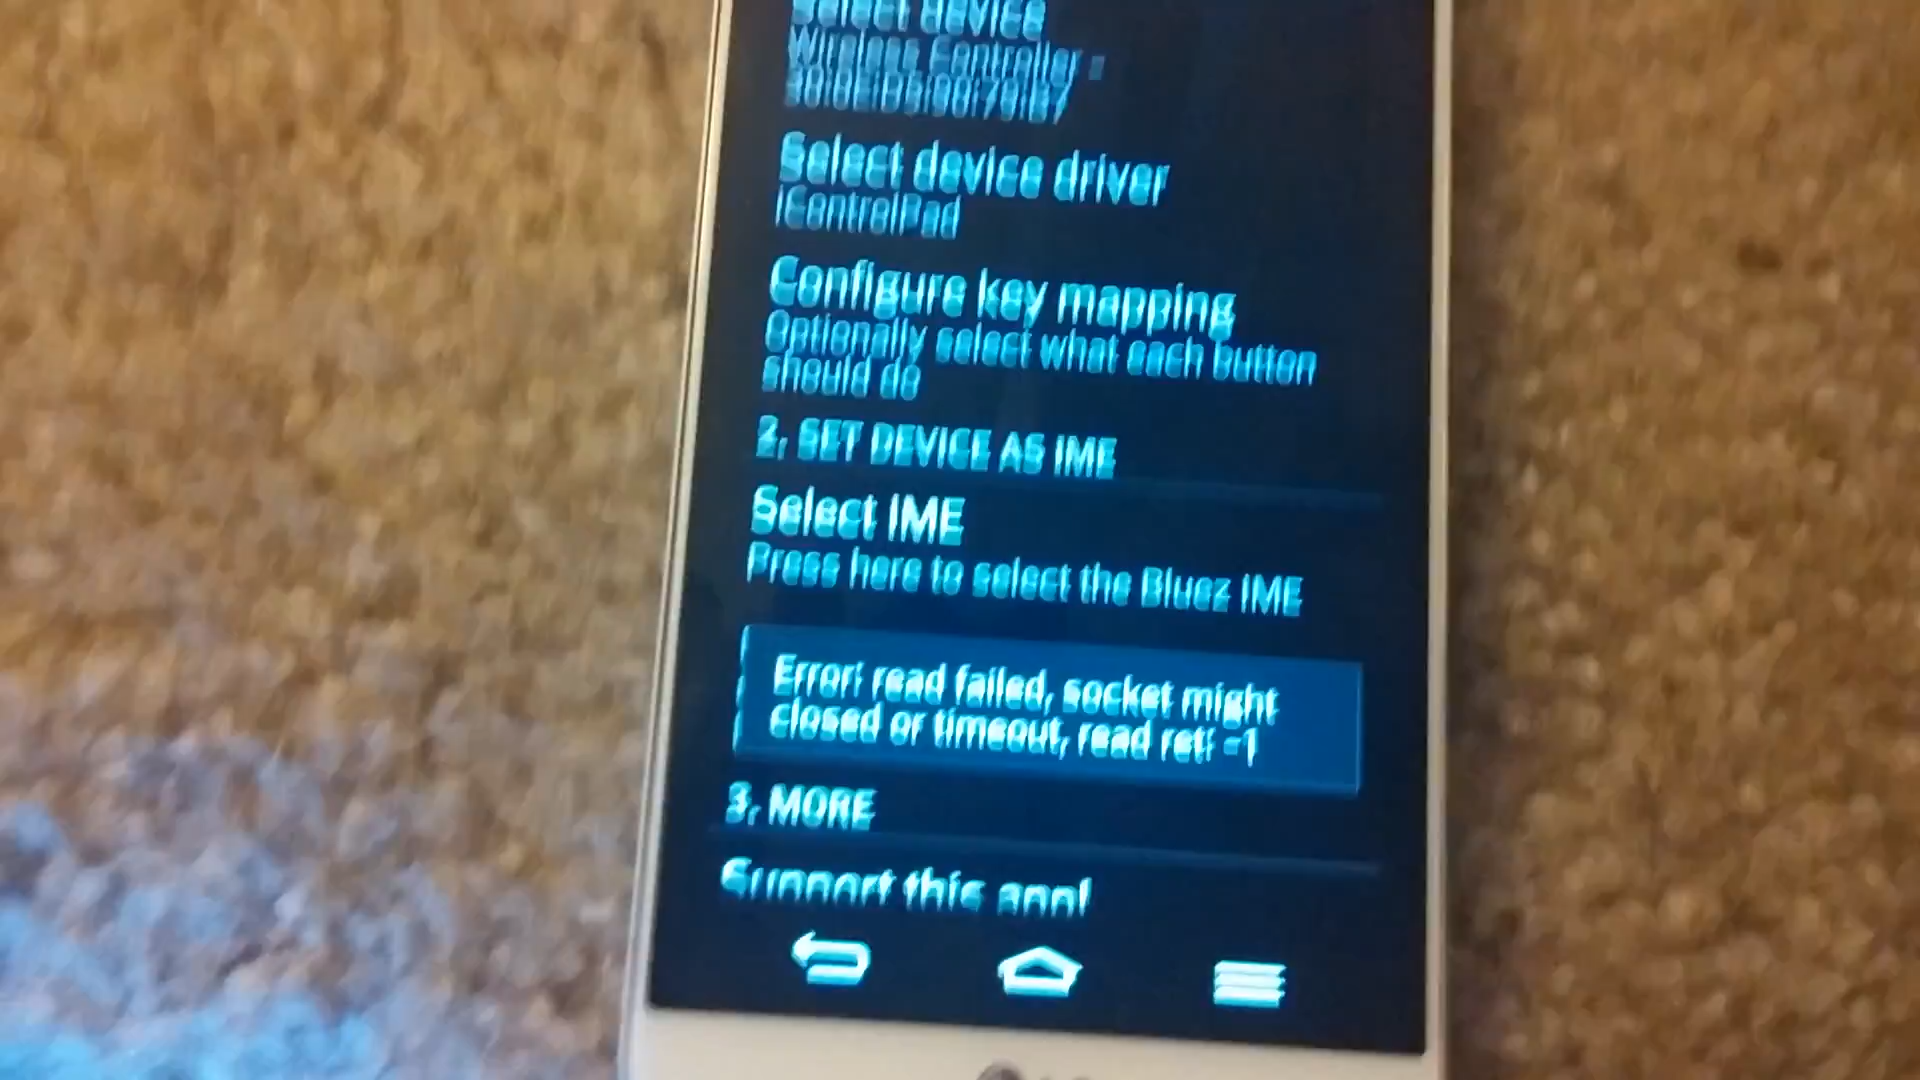 Select device
Wireless Controller -
Select device driver
iControlPad
Configure key mapping
Optionally select what each button
should do
2. SET DEVICE AS IME
Select IME
Press here to select the Bluez IME
Error: read failed, socket might
closed or timeout, read ret: -1
3. MORE
Support this app!